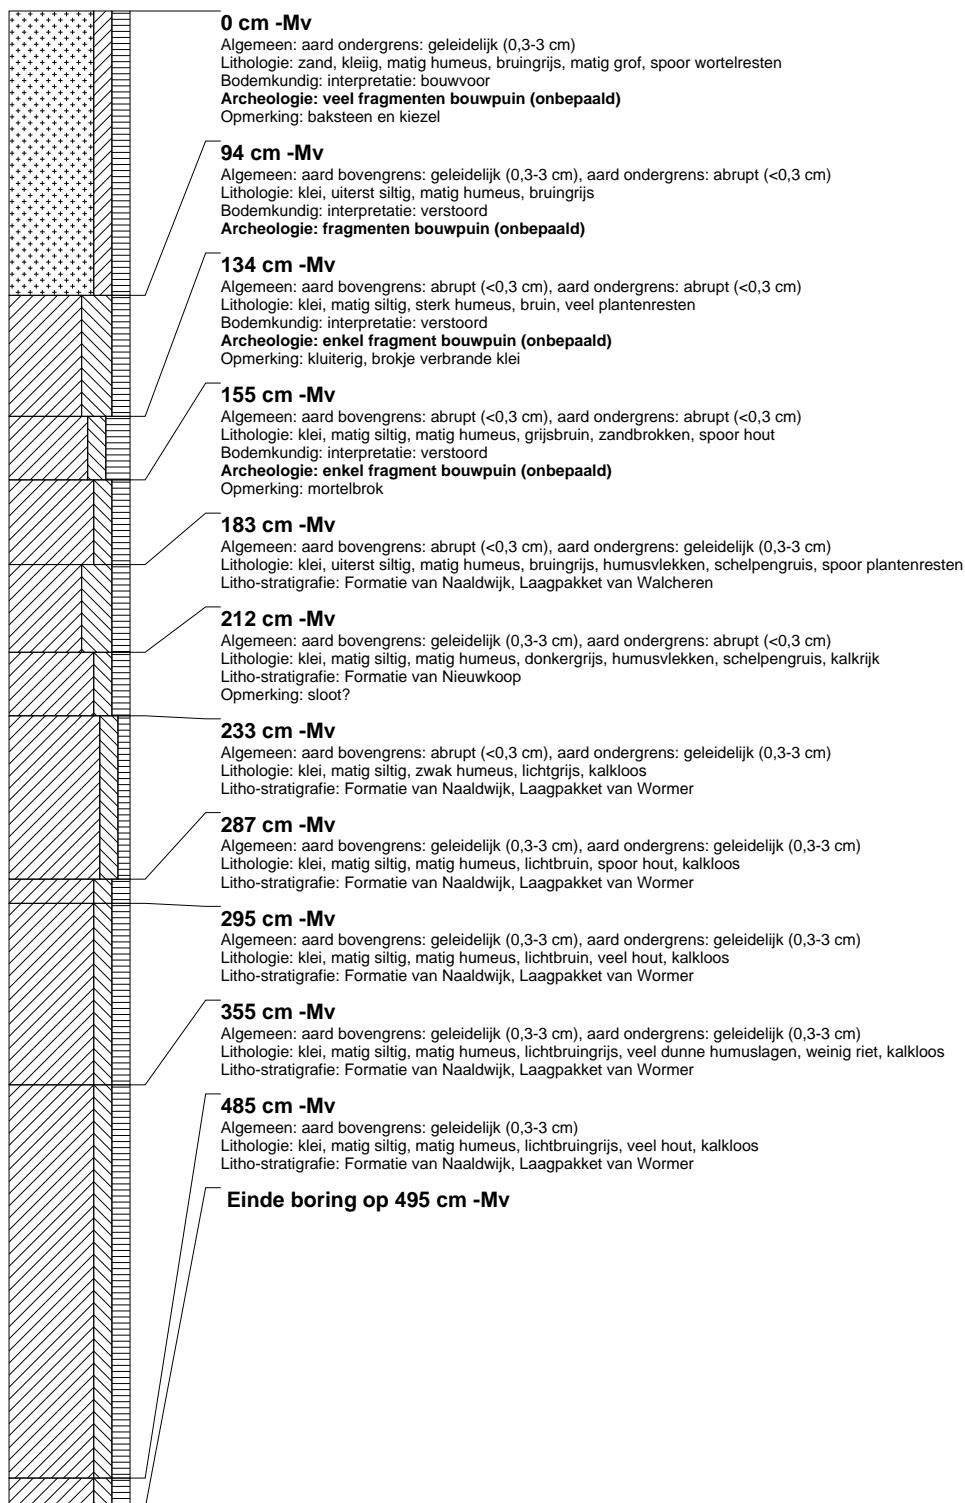 0 cm -Mv
Algemeen: aard ondergrens: geleidelijk (0,3-3 cm)
Lithologie: zand, kleiig, matig humeus, bruingrijs, matig grof, spoor wortelresten
Bodemkundig: interpretatie: bouwvoor
Archeologie: veel fragmenten bouwpuin (onbepaald)
Opmerking: baksteen en kiezel
94 cm -Mv
Algemeen: aard bovengrens: geleidelijk (0,3-3 cm), aard ondergrens: abrupt (<0,3 cm)
Lithologie: klei, uiterst siltig, matig humeus, bruingrijs
Bodemkundig: interpretatie: verstoord
Archeologie: fragmenten bouwpuin (onbepaald)
134 cm -Mv
Algemeen: aard bovengrens: abrupt (<0,3 cm), aard ondergrens: abrupt (<0,3 cm)
Lithologie: klei, matig siltig, sterk humeus, bruin, veel plantenresten
Bodemkundig: interpretatie: verstoord
Archeologie: enkel fragment bouwpuin (onbepaald)
Opmerking: kluiterig, brokje verbrande klei
155 cm -Mv
Algemeen: aard bovengrens: abrupt (<0,3 cm), aard ondergrens: abrupt (<0,3 cm)
Lithologie: klei, matig siltig, matig humeus, grijsbruin, zandbrokken, spoor hout
Bodemkundig: interpretatie: verstoord
Archeologie: enkel fragment bouwpuin (onbepaald)
Opmerking: mortelbrok
183 cm -Mv
Algemeen: aard bovengrens: abrupt (<0,3 cm), aard ondergrens: geleidelijk (0,3-3 cm)
Lithologie: klei, uiterst siltig, matig humeus, bruingrijs, humusvlekken, schelpengruis, spoor plantenresten
Litho-stratigrafie: Formatie van Naaldwijk, Laagpakket van Walcheren
212 cm -Mv
Algemeen: aard bovengrens: geleidelijk (0,3-3 cm), aard ondergrens: abrupt (<0,3 cm)
Lithologie: klei, matig siltig, matig humeus, donkergrijs, humusvlekken, schelpengruis, kalkrijk
Litho-stratigrafie: Formatie van Nieuwkoop
Opmerking: sloot?
233 cm -Mv
Algemeen: aard bovengrens: abrupt (<0,3 cm), aard ondergrens: geleidelijk (0,3-3 cm)
Lithologie: klei, matig siltig, zwak humeus, lichtgrijs, kalkloos
Litho-stratigrafie: Formatie van Naaldwijk, Laagpakket van Wormer
287 cm -Mv
Algemeen: aard bovengrens: geleidelijk (0,3-3 cm), aard ondergrens: geleidelijk (0,3-3 cm)
Lithologie: klei, matig siltig, matig humeus, lichtbruin, spoor hout, kalkloos
Litho-stratigrafie: Formatie van Naaldwijk, Laagpakket van Wormer
295 cm -Mv
Algemeen: aard bovengrens: geleidelijk (0,3-3 cm), aard ondergrens: geleidelijk (0,3-3 cm)
Lithologie: klei, matig siltig, matig humeus, lichtbruin, veel hout, kalkloos
Litho-stratigrafie: Formatie van Naaldwijk, Laagpakket van Wormer
355 cm -Mv
Algemeen: aard bovengrens: geleidelijk (0,3-3 cm), aard ondergrens: geleidelijk (0,3-3 cm)
Lithologie: klei, matig siltig, matig humeus, lichtbruingrijs, veel dunne humuslagen, weinig riet, kalkloos
Litho-stratigrafie: Formatie van Naaldwijk, Laagpakket van Wormer
485 cm -Mv
Algemeen: aard bovengrens: geleidelijk (0,3-3 cm)
Lithologie: klei, matig siltig, matig humeus, lichtbruingrijs, veel hout, kalkloos
Litho-stratigrafie: Formatie van Naaldwijk, Laagpakket van Wormer
Einde boring op 495 cm -Mv